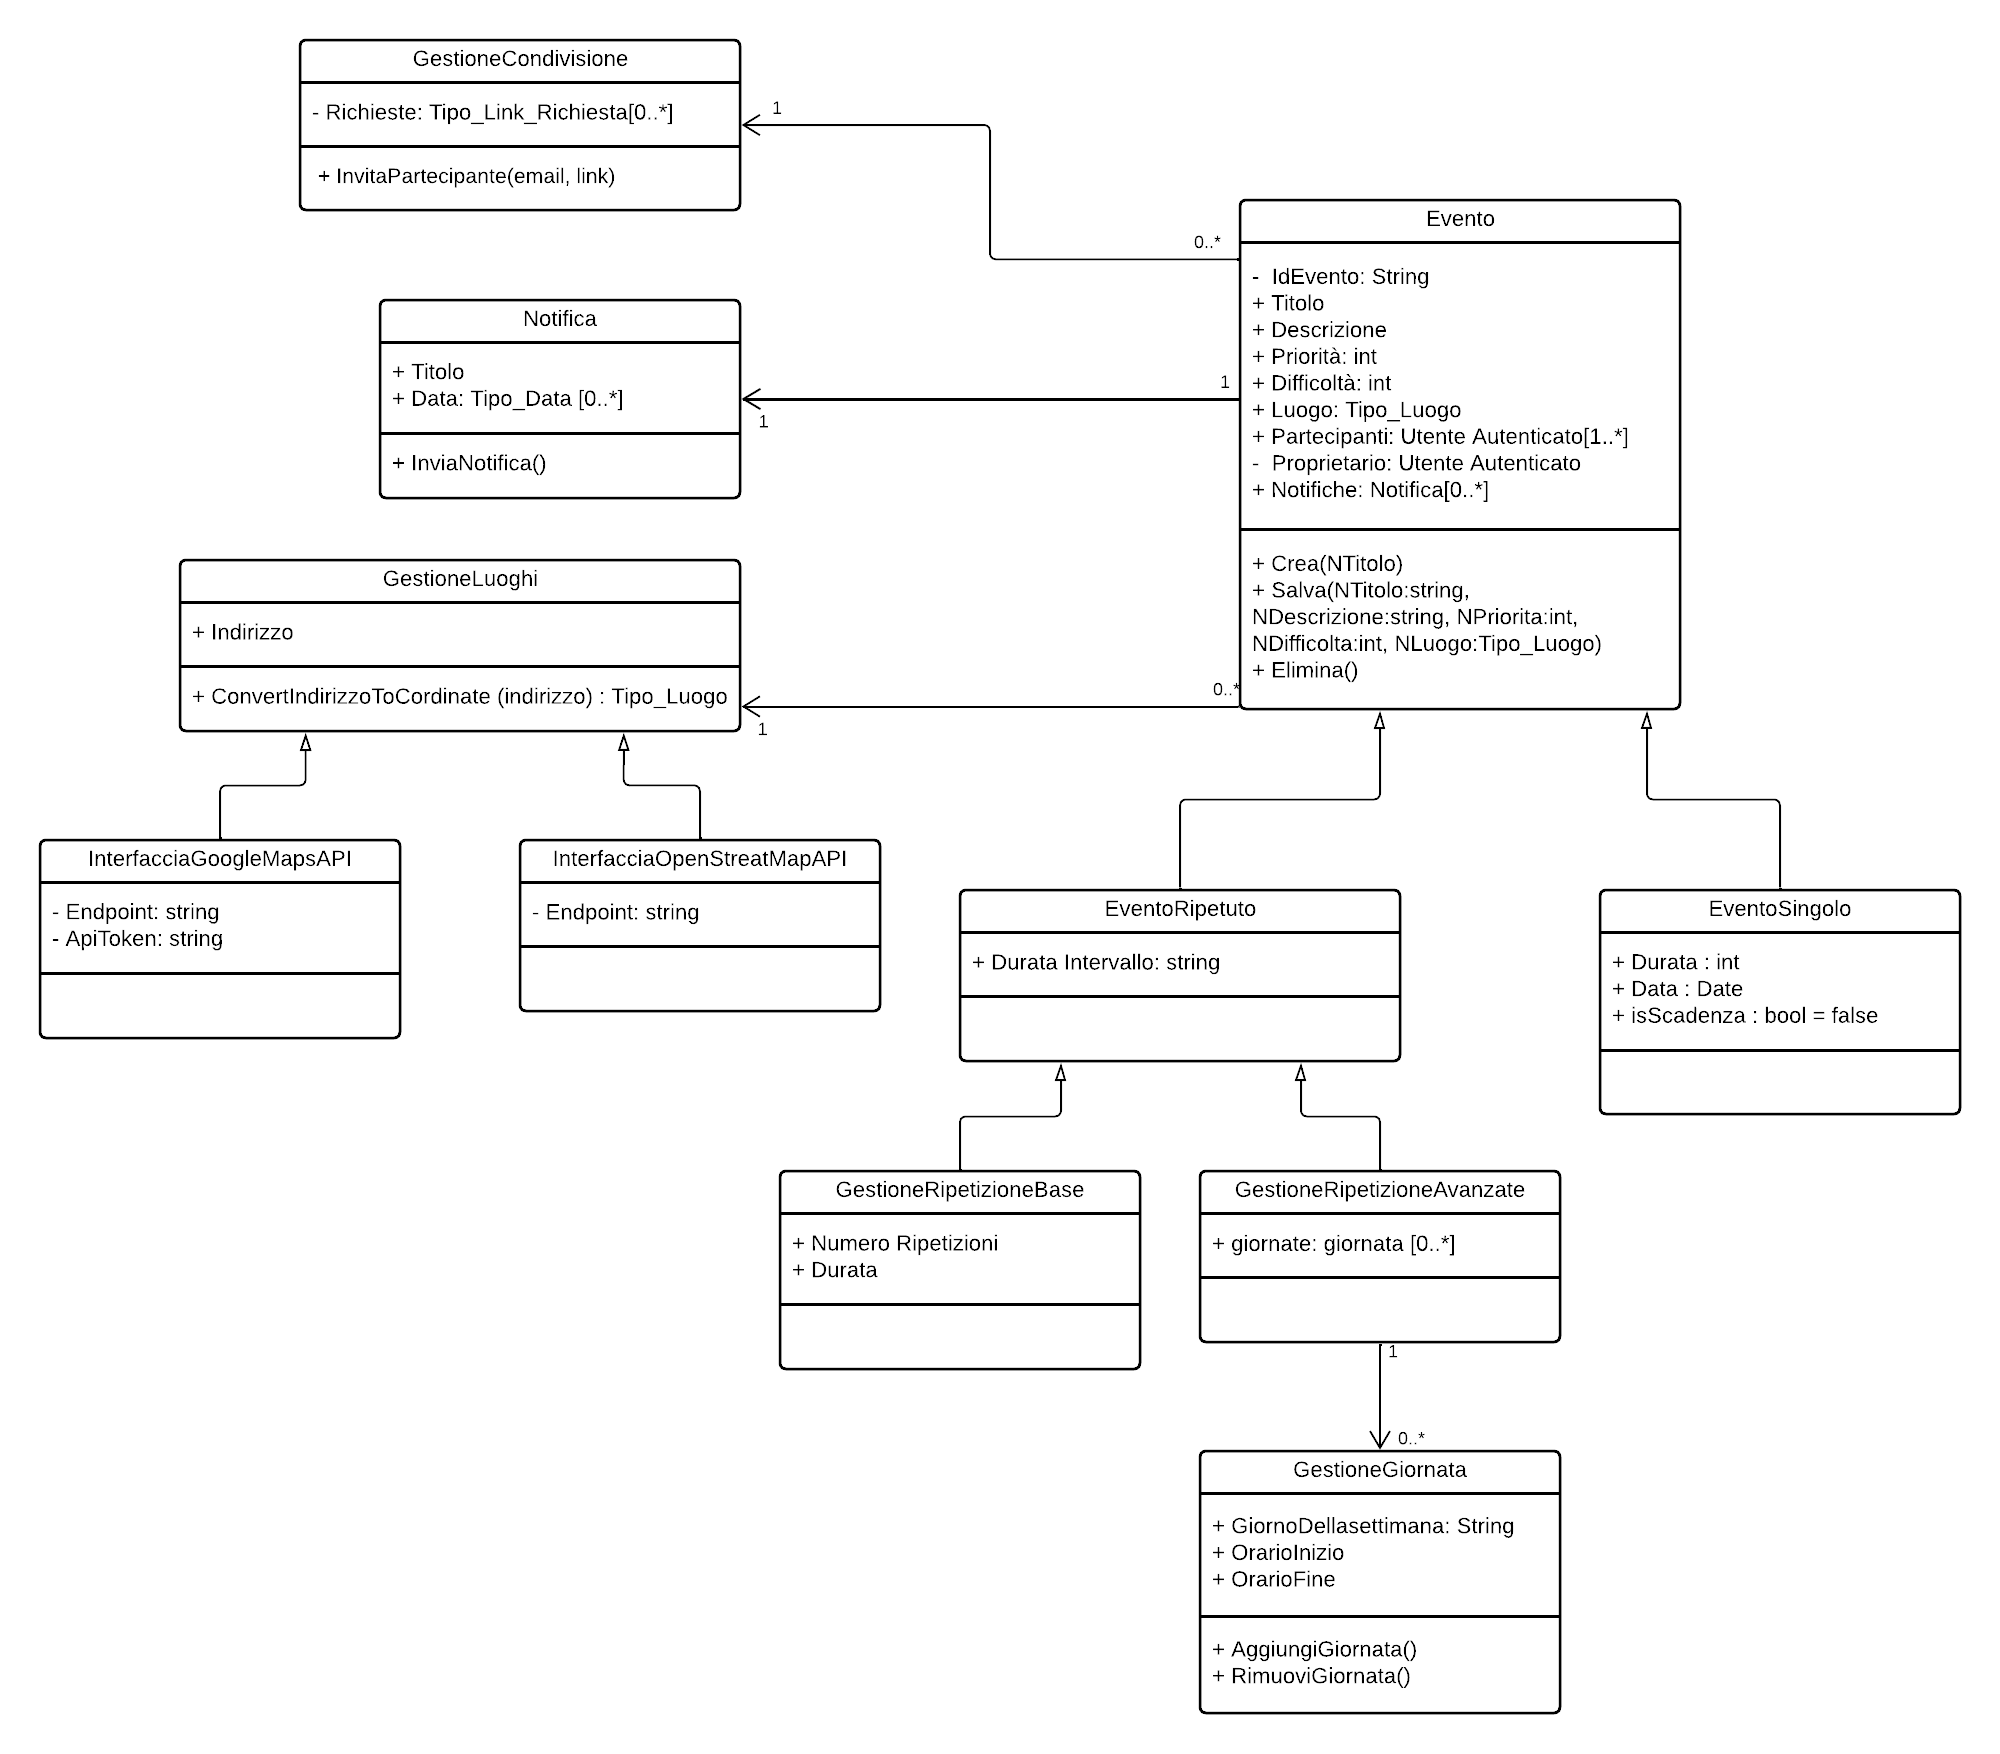 GestioneCondivisione
- Richieste: Tipo_Link_Richiesta[0..*]
+ InvitaPartecipante(email, link)
1
0..*
Evento
- IdEvento: String
+ Titolo
+ Descrizione
+ Priorità: int
+ Difficoltà: int
+ Luogo: Tipo_Luogo
+ Partecipanti: Utente Autenticato[1..*]
- Proprietario: Utente Autenticato
+ Notifiche: Notifica[0..*]
+ Crea(NTitolo)
+ Salva(NTitolo:string,
NDescrizione:string, NPriorita:int,
NDifficolta:int, NLuogo:Tipo_Luogo)
+ Elimina()
Notifica
+ Titolo
+ Data: Tipo_Data [0..*]
+ InviaNotifica()
1
1
GestioneLuoghi
+ Indirizzo
+ ConvertIndirizzoToCordinate (indirizzo) : Tipo_Luogo
0..*
1
InterfacciaGoogleMapsAPI
- Endpoint: string
- ApiToken: string
InterfacciaOpenStreatMapAPI
- Endpoint: string
EventoRipetuto
+ Durata Intervallo: string
EventoSingolo
+ Durata : int
+ Data : Date
+ isScadenza : bool = false
GestioneRipetizioneBase
+ Numero Ripetizioni
+ Durata
GestioneRipetizioneAvanzate
+ giornate: giornata [0..*]
1
0..*
GestioneGiornata
+ GiornoDellasettimana: String
+ OrarioInizio
+ OrarioFine
+ AggiungiGiornata()
+ RimuoviGiornata()